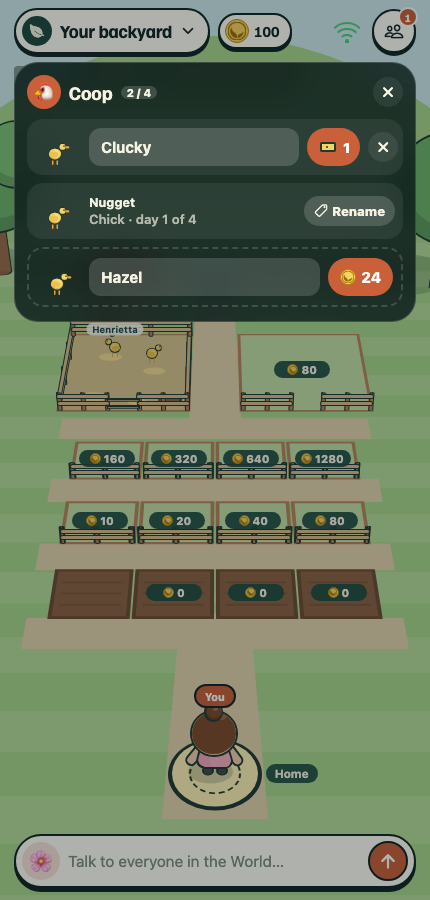 Your backyard
100
1
Coop 2 / 4
Clucky 1
Nugget
Chick · day 1 of 4
Rename
Hazel 24
Henrietta
80
160 320 640 1280
10 20 40 80
0 0 0
You
Home
Talk to everyone in the World...